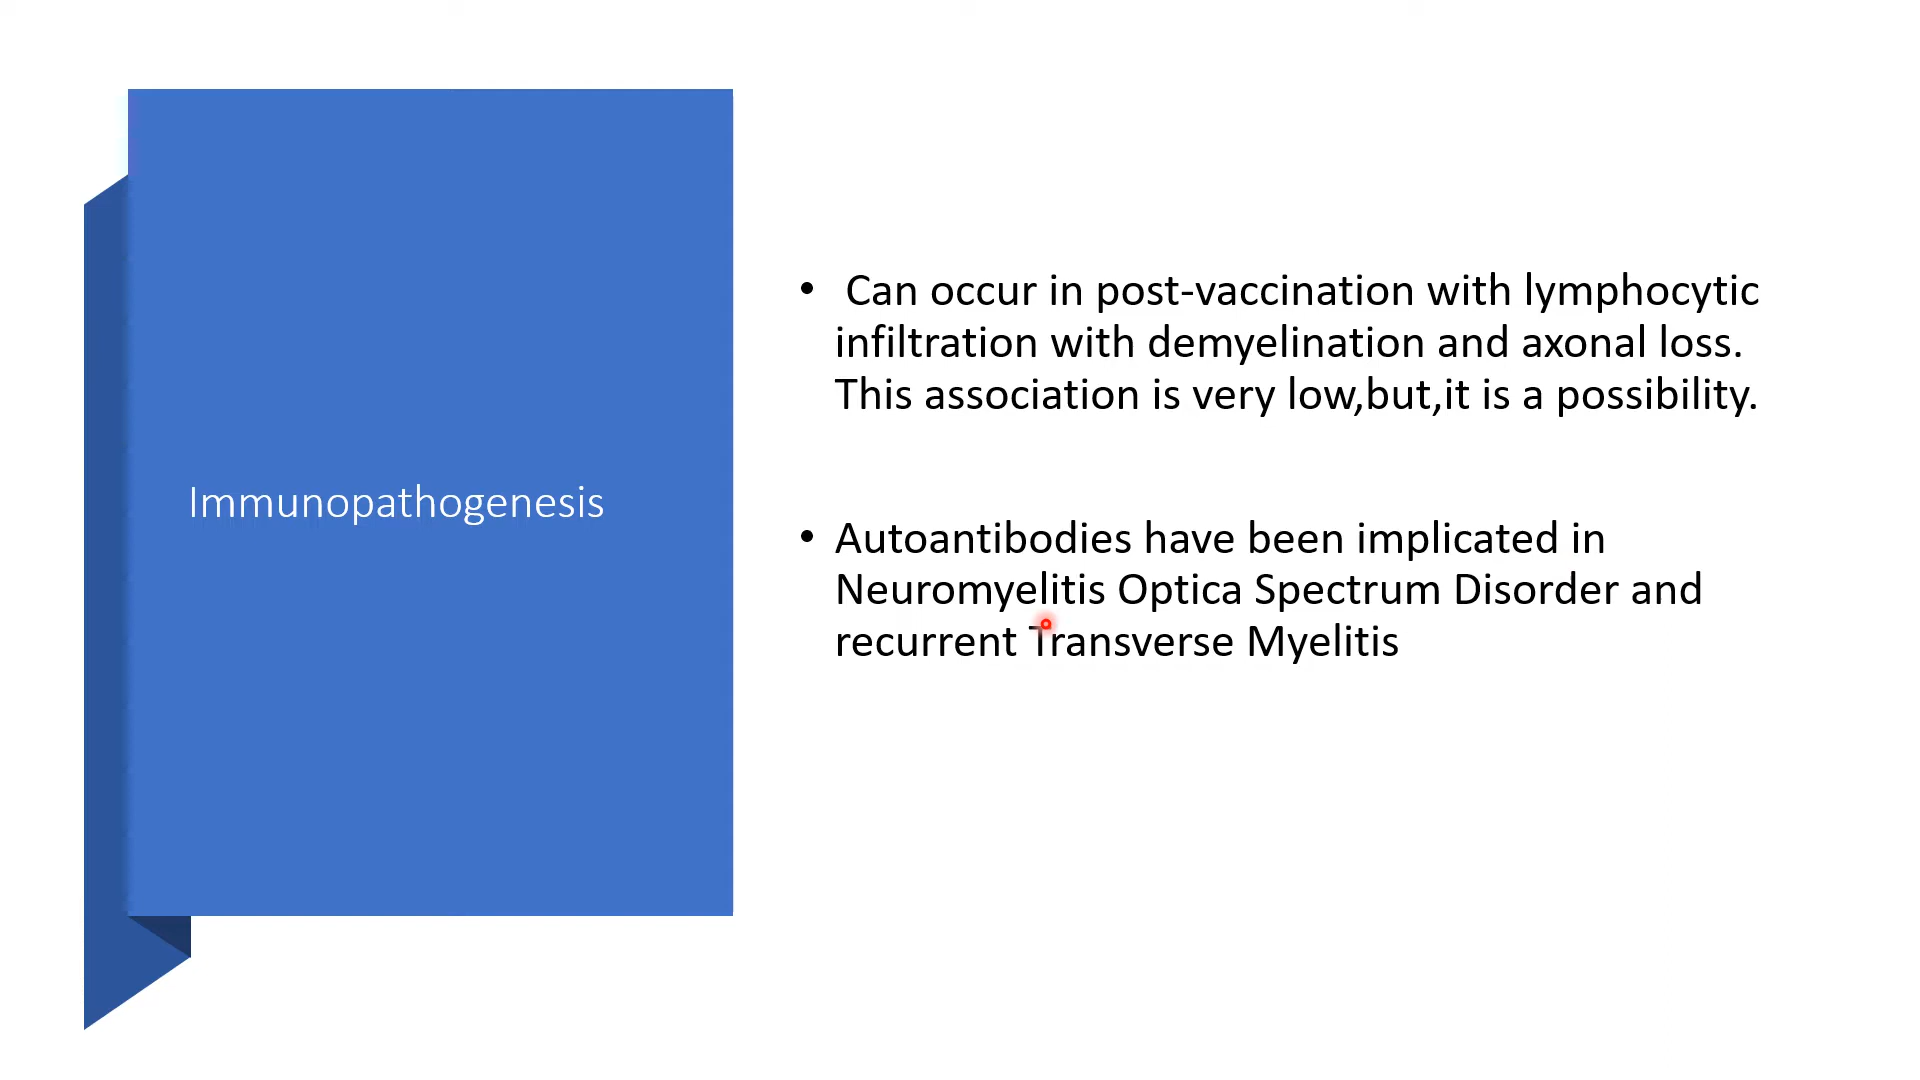 Immunopathogenesis
• Can occur in post-vaccination with lymphocytic
infiltration with demyelination and axonal loss.
This association is very low,but,it is a possibility.
• Autoantibodies have been implicated in
Neuromyelitis Optica Spectrum Disorder and
recurrent Transverse Myelitis